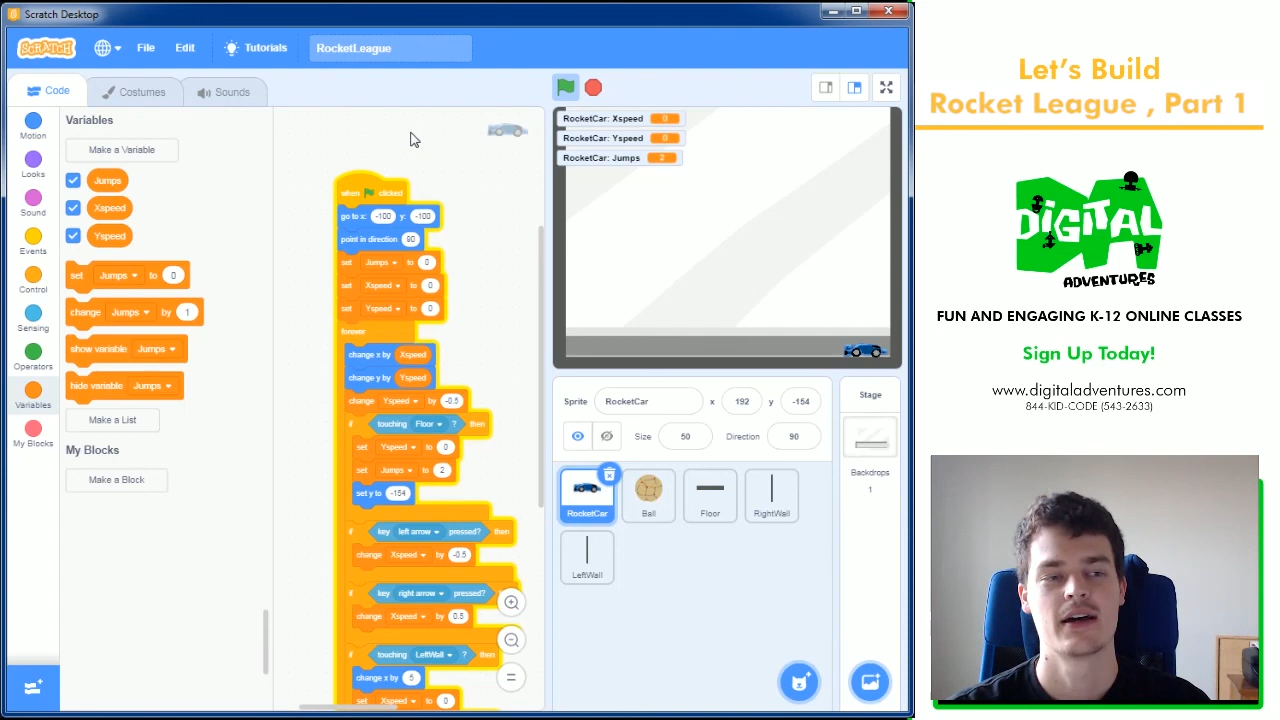 Scratch Desktop
SCRATCH
File
Edit
Tutorials
RocketLeague
Code
Costumes
Sounds
Motion
Looks
Sound
Events
Control
Sensing
Operators
Variables
My Blocks
Variables
Make a Variable
Jumps
Xspeed
Yspeed
set Jumps to 0
change Jumps by 1
show variable Jumps
hide variable Jumps
Make a List
My Blocks
Make a Block
when clicked
go to x: -100 y: -100
point in direction 90
set Jumps to 0
set Xspeed to 0
set Yspeed to 0
forever
change x by Xspeed
change y by Yspeed
change Yspeed by -0.5
if touching Floor ? then
set Yspeed to 0
set Jumps to 2
set y to -154
if key left arrow pressed? then
change Xspeed by -0.5
if key right arrow pressed?
change Xspeed by 0.5
if touching LeftWall ? then
change x by 5
set Xspeed to 0
RocketCar: Xspeed 0
RocketCar: Yspeed 0
RocketCar: Jumps 2
Sprite RocketCar x 192 y -154
Size 50 Direction 90
RocketCar
Ball
Floor
RightWall
LeftWall
Stage
Backdrops
1
Let's Build
Rocket League , Part 1
DIGITAL
ADVENTURES
FUN AND ENGAGING K-12 ONLINE CLASSES
Sign Up Today!
www.digitaladventures.com
844-KID-CODE (543-2633)